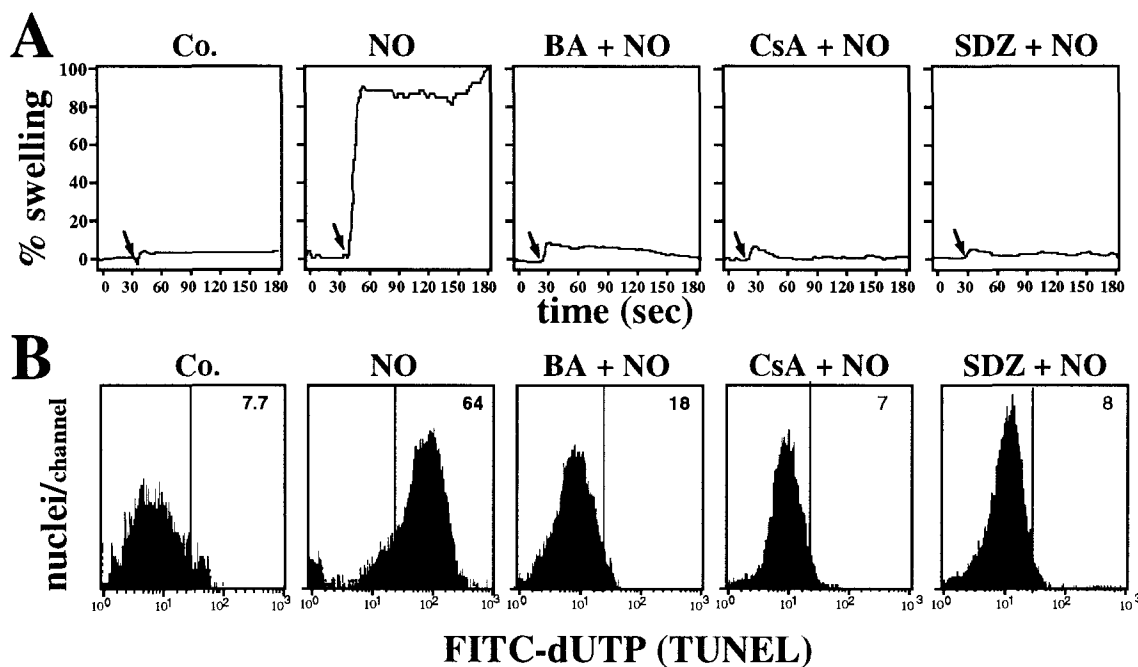 A
Co. NO BA + NO CsA + NO SDZ + NO
% swelling
100
80
60
40
20
0
0 30 60 90 120 150 180 0 30 60 90 120 150 180 0 30 60 90 120 150 180 0 30 60 90 120 150 180 0 30 60 90 120 150 180
time (sec)
B
Co. NO BA + NO CsA + NO SDZ + NO
7.7 64 18 7 8
nuclei/channel
10⁰ 10¹ 10² 10³ 10¹ 10² 10³ 10⁰ 10¹ 10² 10³ 10⁰ 10¹ 10² 10³ 10⁰ 10¹ 10² 10³
FITC-dUTP (TUNEL)